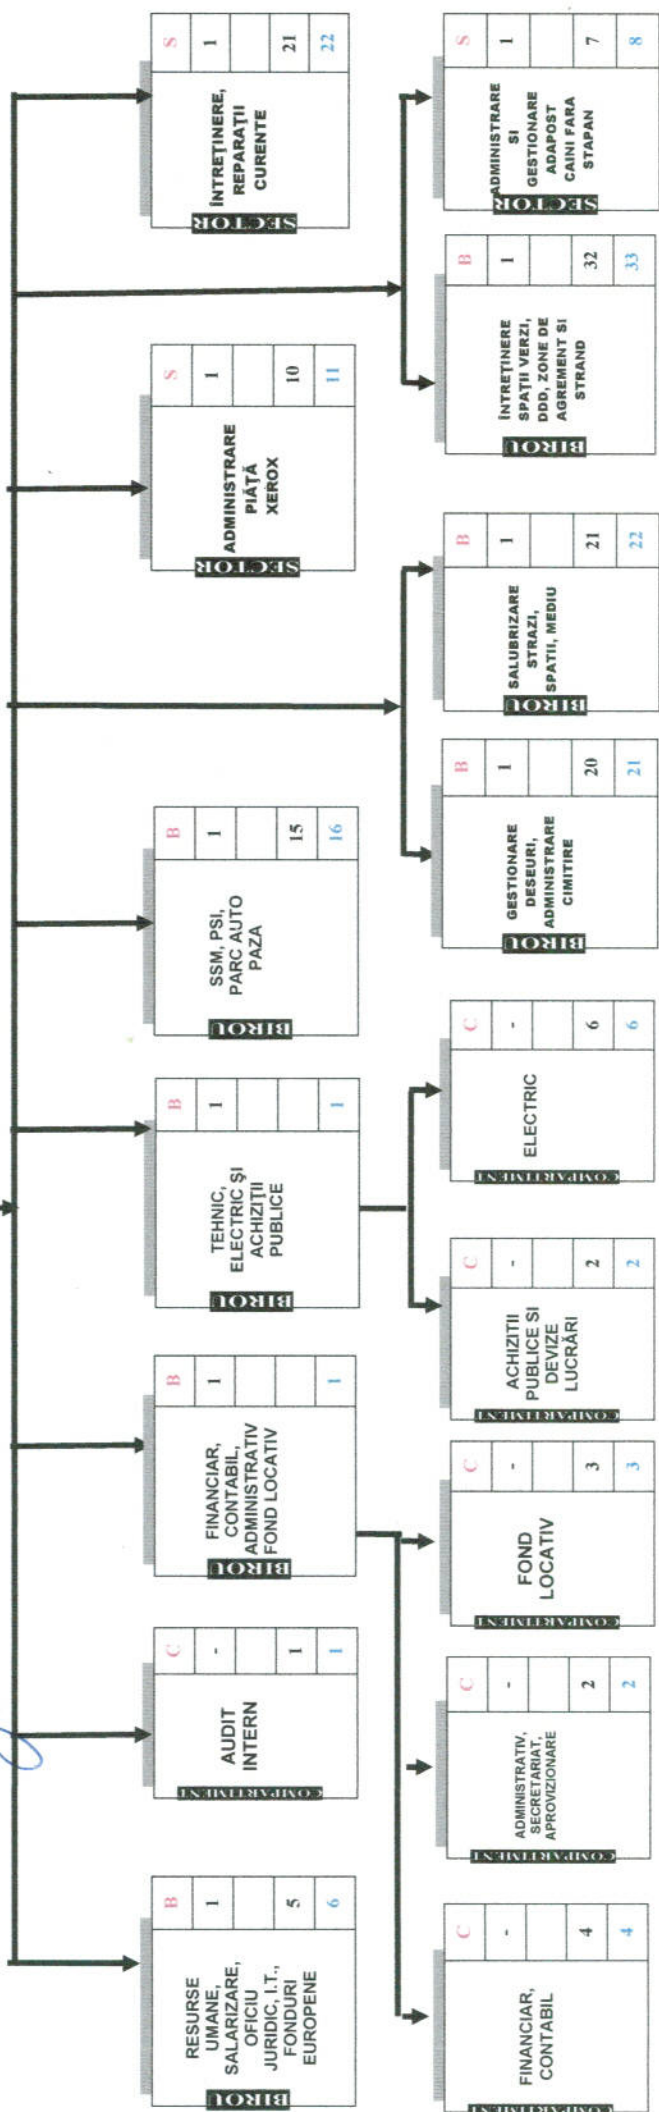 BIROU
RESURSE
UMANE,
SALARIZARE,
OFICIU
JURIDIC, I.T.,
FONDURI
EUROPENE
B
1
5
6
COMPARTIMENT
AUDIT
INTERN
C
-
1
1
BIROU
FINANCIAR,
CONTABIL,
ADMINISTRATIV
FOND LOCATIV
B
1
1
BIROU
TEHNIC,
ELECTRIC ȘI
ACHIZIȚII
PUBLICE
B
1
1
BIROU
SSM, PSI,
PARC AUTO
PAZA
B
1
15
16
SECTOR
ADMINISTRARE
PIAȚĂ
XEROX
S
1
10
11
SECTOR
ÎNTREȚINERE,
REPARAȚII
CURENTE
S
1
21
22
COMPARTIMENT
FINANCIAR,
CONTABIL
C
-
4
4
COMPARTIMENT
ADMINISTRATIV,
SECRETARIAT,
APROVIZIONARE
C
-
2
2
COMPARTIMENT
FOND
LOCATIV
C
-
3
3
COMPARTIMENT
ACHIZITII
PUBLICE SI
DEVIZE
LUCRĂRI
C
-
2
2
COMPARTIMENT
ELECTRIC
C
-
6
6
BIROU
GESTIONARE
DESEURI,
ADMINISTRARE
CIMITIRE
B
1
20
21
BIROU
SALUBRIZARE
STRAZI,
SPATII, MEDIU
B
1
21
22
BIROU
ÎNTREȚINERE
SPAȚII VERZI,
DDD, ZONE DE
AGREMENT SI
STRAND
B
1
32
33
SECTOR
ADMINISTRARE
SI
GESTIONARE
ADAPOST
CAINI FARA
STAPAN
S
1
7
8